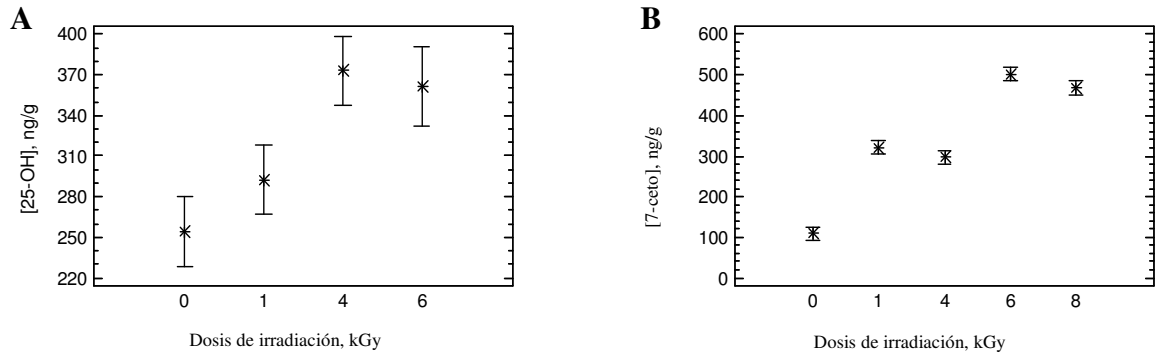 A
400
370
340
310
280
250
220
[25-OH], ng/g
0 1 4 6
Dosis de irradiación, kGy
B
600
500
400
300
200
100
0
[7-ceto], ng/g
0 1 4 6 8
Dosis de irradiación, kGy